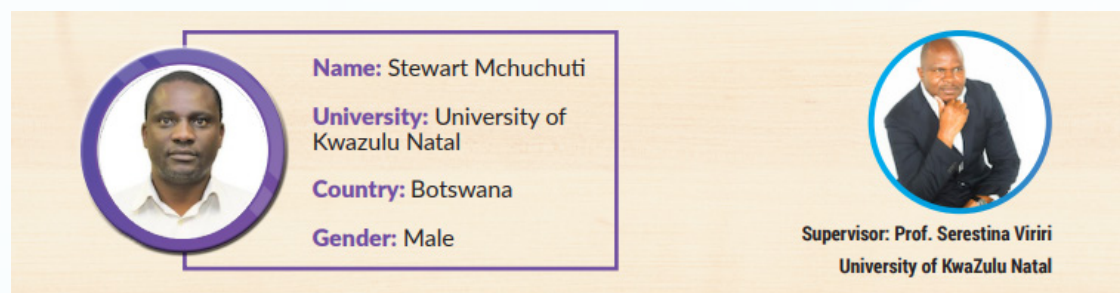 Name: Stewart Mchuchuti
University: University of
Kwazulu Natal
Country: Botswana
Gender: Male
Supervisor: Prof. Serestina Viriri
University of KwaZulu Natal